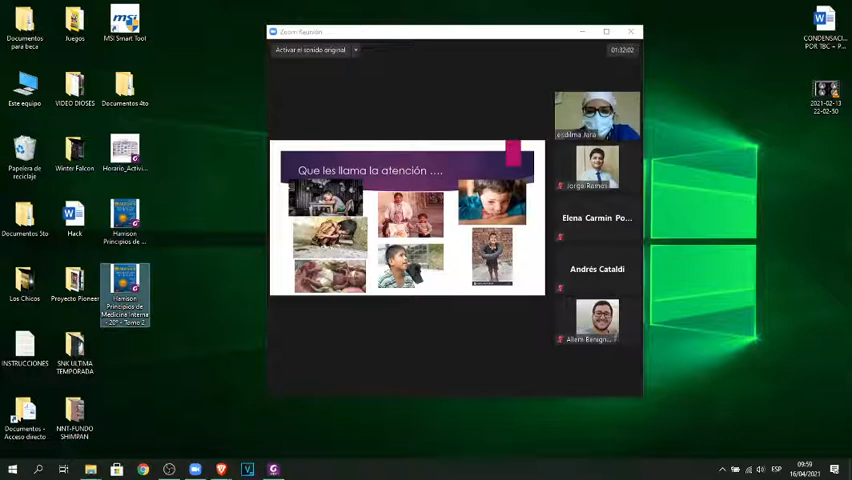 Documentos
para beca
Juegos
MSI Smart Tool
Este equipo
VIDEO DIOSES
Documentos 4to
Papelera de
reciclaje
Winter Falcon
Horario_Activi...
Documentos 5to
Hack
Harrison
Principios de ...
Los Chicos
Proyecto Pioneer
Harrison
Principios de
Medicina Interna
- 20° - Tomo 2
INSTRUCCIONES
SNK ULTIMA
TEMPORADA
Documentos -
Acceso directo
NNT-FUNDO
SHIMPAN
Zoom Reunión
Activar el sonido original
01:32:02
Que les llama la atención ....
Jara
Jorge Ramos
Elena Carmin Po...
Andrés Cataldi
CONDENSACI...
POR TBC -
2021-02-13
22-02-50
ESP
09:59
16/04/2021